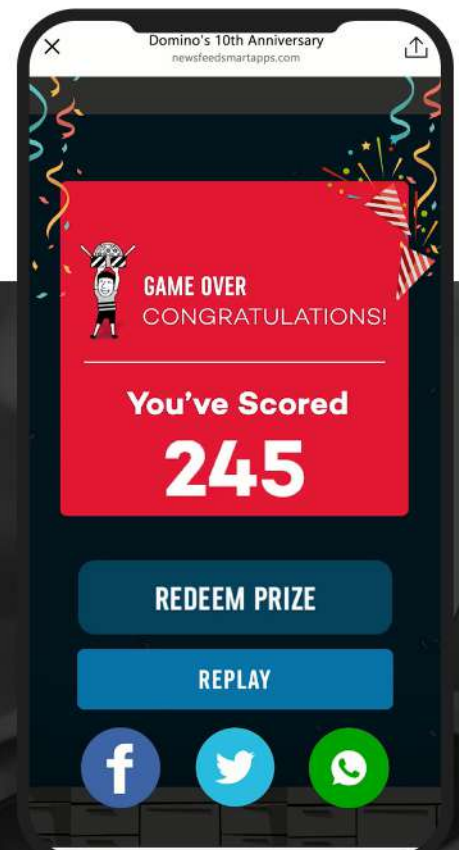 Domino's 10th Anniversary
newsfeedsmartapps.com
GAME OVER
CONGRATULATIONS!
You've Scored
245
REDEEM PRIZE
REPLAY